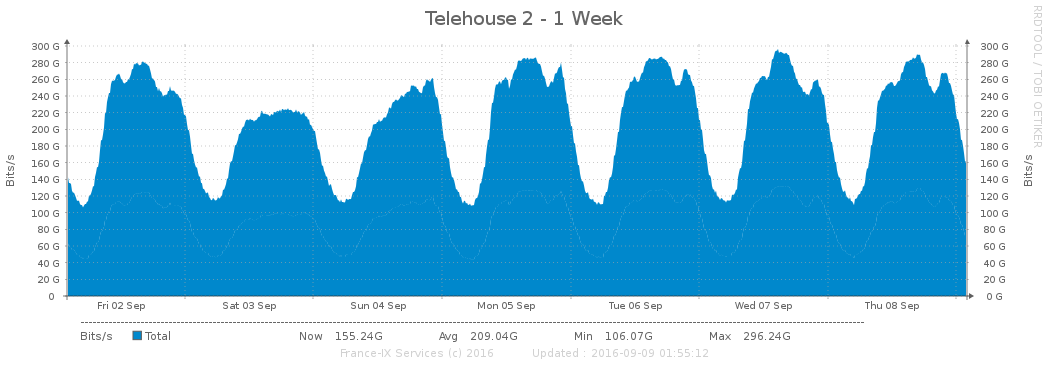 Telehouse 2 - 1 Week
RRDTOOL / TOBI OETIKER
Bits/s
300 G 300 G
280 G 280 G
260 G 260 G
240 G 240 G
220 G 220 G
200 G 200 G
180 G 180 G
160 G 160 G
140 G 140 G
120 G 120 G
100 G 100 G
80 G 80 G
60 G 60 G
40 G 40 G
20 G 20 G
0 0 G
Bits/s
Fri 02 Sep Sat 03 Sep Sun 04 Sep Mon 05 Sep Tue 06 Sep Wed 07 Sep Thu 08 Sep
Bits/s Total Now 155.24G Avg 209.04G Min 106.07G Max 296.24G
France-IX Services (c) 2016 Updated : 2016-09-09 01:55:12